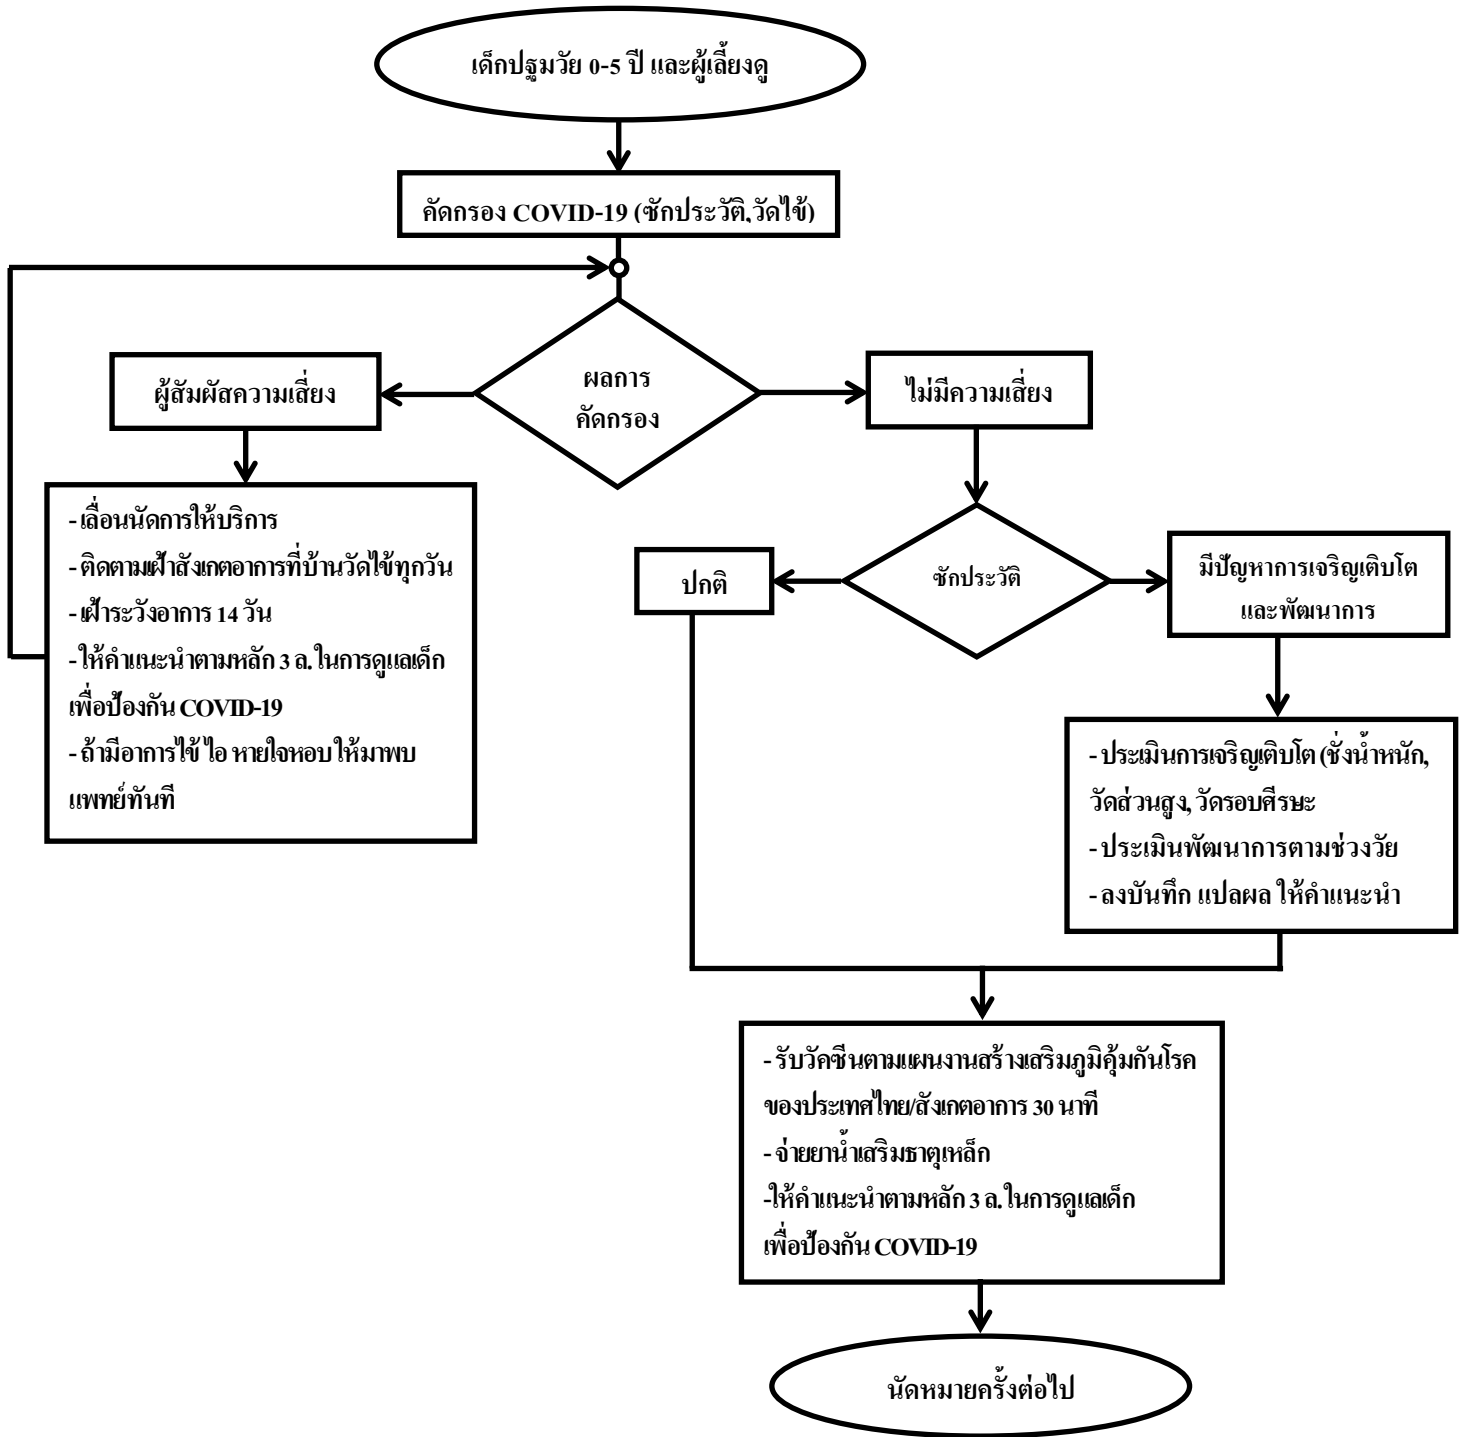 เด็กปฐมวัย 0-5 ปี และผู้เลี้ยงดู
คัดกรอง COVID-19 (ซักประวัติ,วัดไข้)
ผลการ
คัดกรอง
ผู้สัมผัสความเสี่ยง
ไม่มีความเสี่ยง
- เลื่อนนัดการให้บริการ
- ติดตามเฝ้าสังเกตอาการที่บ้านวัดไข้ทุกวัน
- เฝ้าระวังอาการ 14 วัน
- ให้คำแนะนำตามหลัก 3 ล. ในการดูแลเด็ก
เพื่อป้องกัน COVID-19
- ถ้ามีอาการไข้ ไอ หายใจหอบ ให้มาพบ
แพทย์ทันที
ปกติ
ซักประวัติ
มีปัญหาการเจริญเติบโต
และพัฒนาการ
- ประเมินการเจริญเติบโต (ชั่งน้ำหนัก,
วัดส่วนสูง, วัดรอบศีรษะ
- ประเมินพัฒนาการตามช่วงวัย
- ลงบันทึก แปลผล ให้คำแนะนำ
- รับวัคซีนตามแผนงานสร้างเสริมภูมิคุ้มกันโรค
ของประเทศไทย/สังเกตอาการ 30 นาที
- จ่ายยาน้ำเสริมธาตุเหล็ก
-ให้คำแนะนำตามหลัก 3 ล. ในการดูแลเด็ก
เพื่อป้องกัน COVID-19
นัดหมายครั้งต่อไป